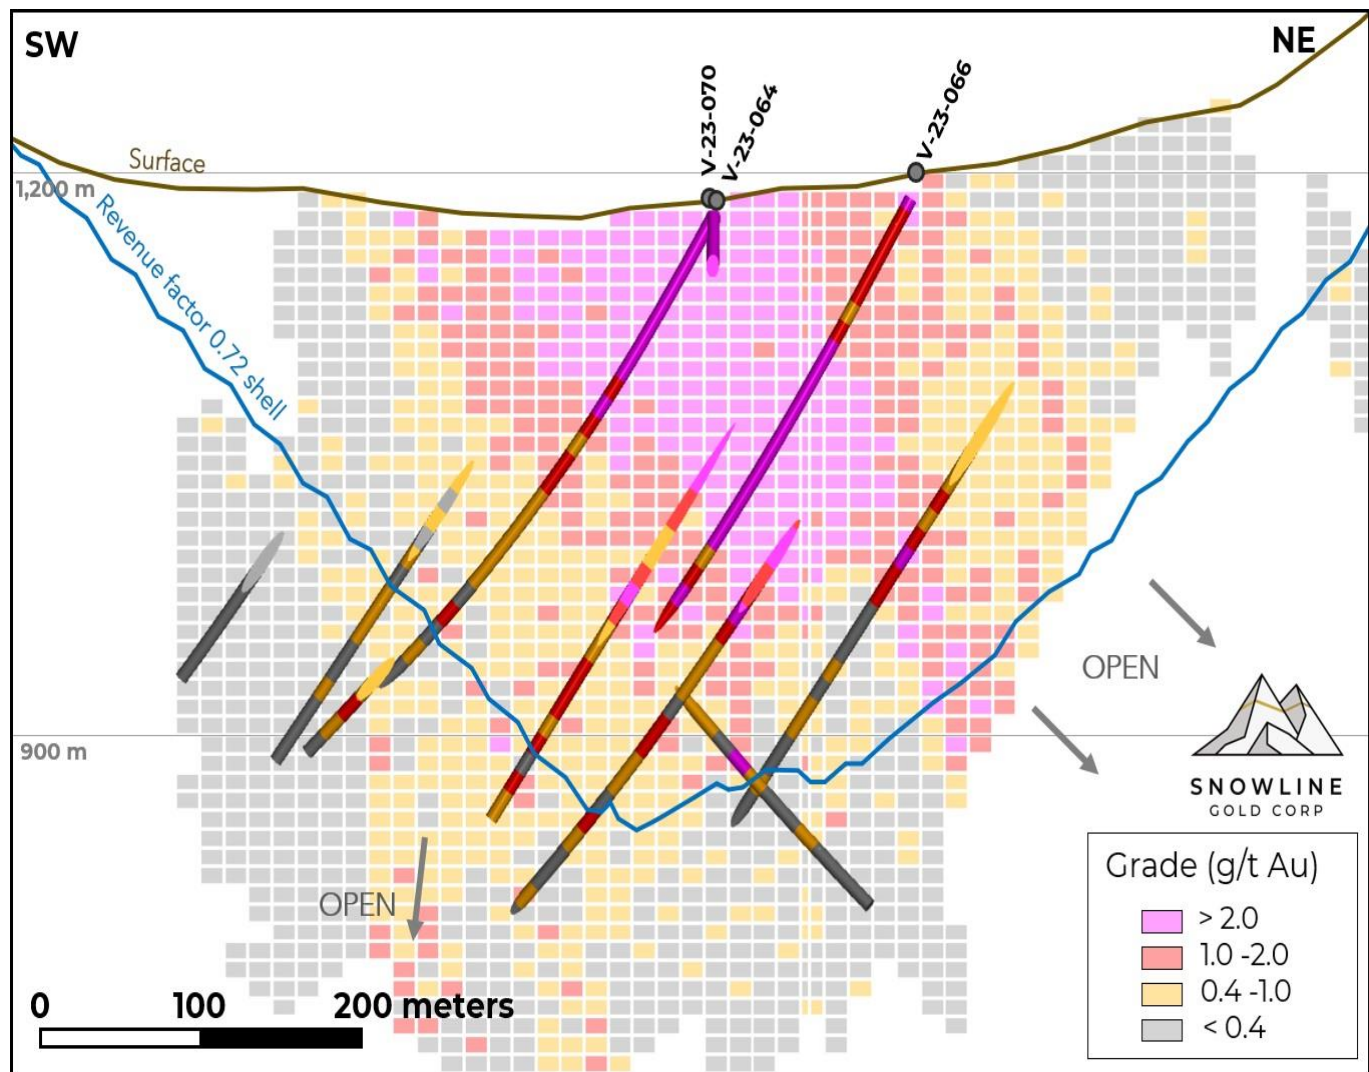 SW
NE
V-23-070
V-23-064
V-23-066
Surface
1,200 m
Revenue factor 0.72 shell
OPEN
900 m
SNOWLINE
GOLD CORP
OPEN
Grade (g/t Au)
> 2.0
1.0 -2.0
0.4 -1.0
< 0.4
0 100 200 meters